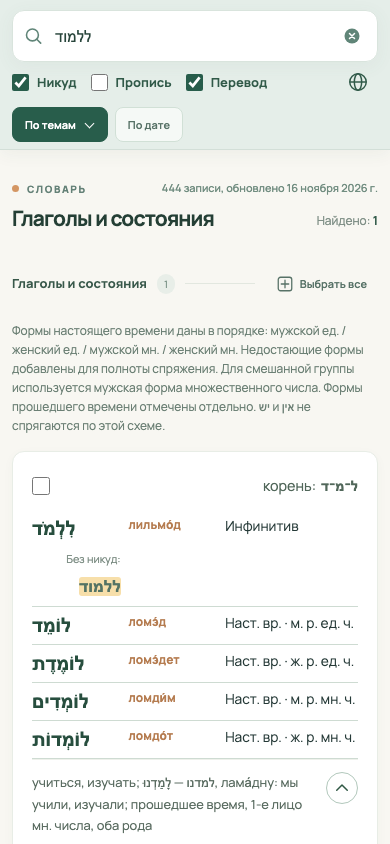 ללמוד
Никуд Пропись Перевод
По темам По дате
СЛОВАРЬ 444 записи, обновлено 16 ноября 2026 г.
Глаголы и состояния Найдено: 1
Глаголы и состояния 1 Выбрать все
Формы настоящего времени даны в порядке: мужской ед. /
женский ед. / мужской мн. / женский мн. Недостающие формы
добавлены для полноты спряжения. Для смешанной группы
используется мужская форма множественного числа. Формы
прошедшего времени отмечены отдельно. יש и אין не
спрягаются по этой схеме.
корень: ל־מ־ד
לִלְמֹד лильмо́д Инфинитив
Без никуд:
ללמוד
לוֹמֵד ломэ́д Наст. вр. · м. р. ед. ч.
לוֹמֶדֶת ломэ́дет Наст. вр. · ж. р. ед. ч.
לוֹמְדִים ломди́м Наст. вр. · м. р. мн. ч.
לוֹמְדוֹת ломдо́т Наст. вр. · ж. р. мн. ч.
учиться, изучать; למדנו — לָמַדְנוּ, лама́дну: мы
учили, изучали; прошедшее время, 1-е лицо
мн. числа, оба рода